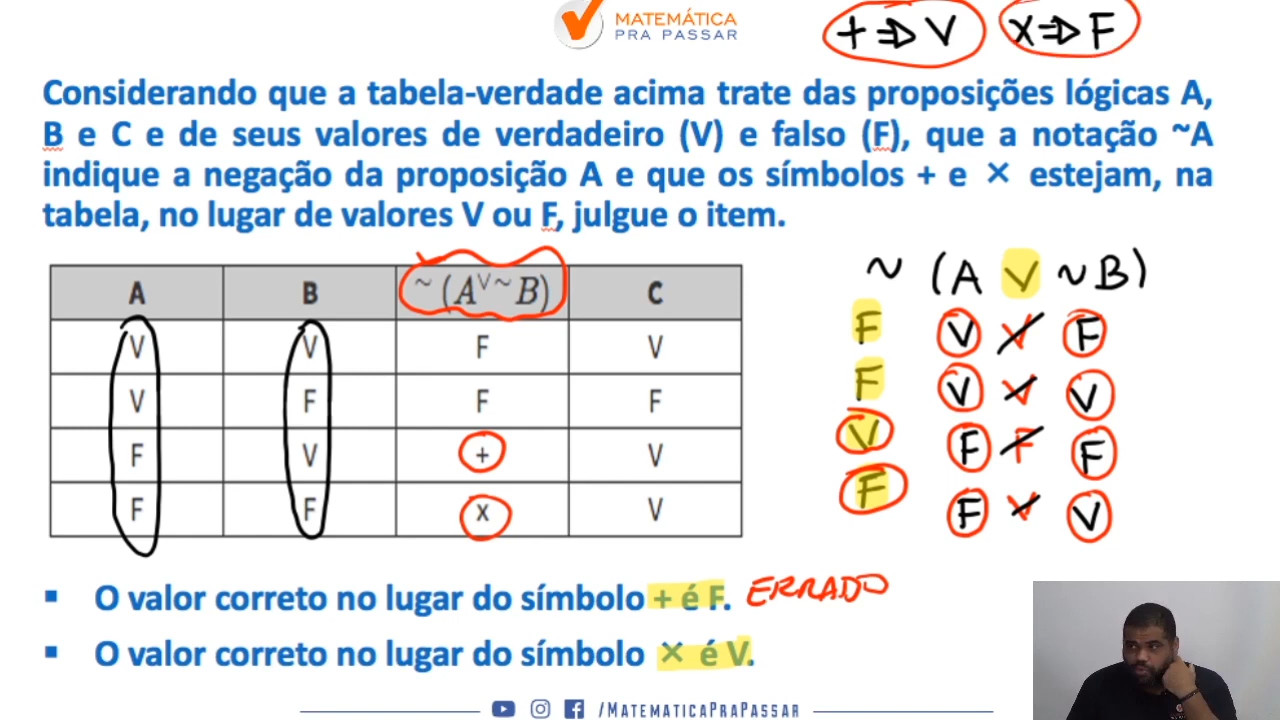 MATEMÁTICA
PRA PASSAR
+ ⇒ V X ⇒ F
Considerando que a tabela-verdade acima trate das proposições lógicas A,
B e C e de seus valores de verdadeiro (V) e falso (F), que a notação ~A
indique a negação da proposição A e que os símbolos + e × estejam, na
tabela, no lugar de valores V ou F, julgue o item.
A B ~(A∨~B) C
V V F V
V F F F
F V + V
F F x V
~ (A V ~B)
F V V F
F V V V
V F F F
F F V V
▪ O valor correto no lugar do símbolo + é F. ERRADO
▪ O valor correto no lugar do símbolo × é V.
/MATEMATICAPRAPASSAR